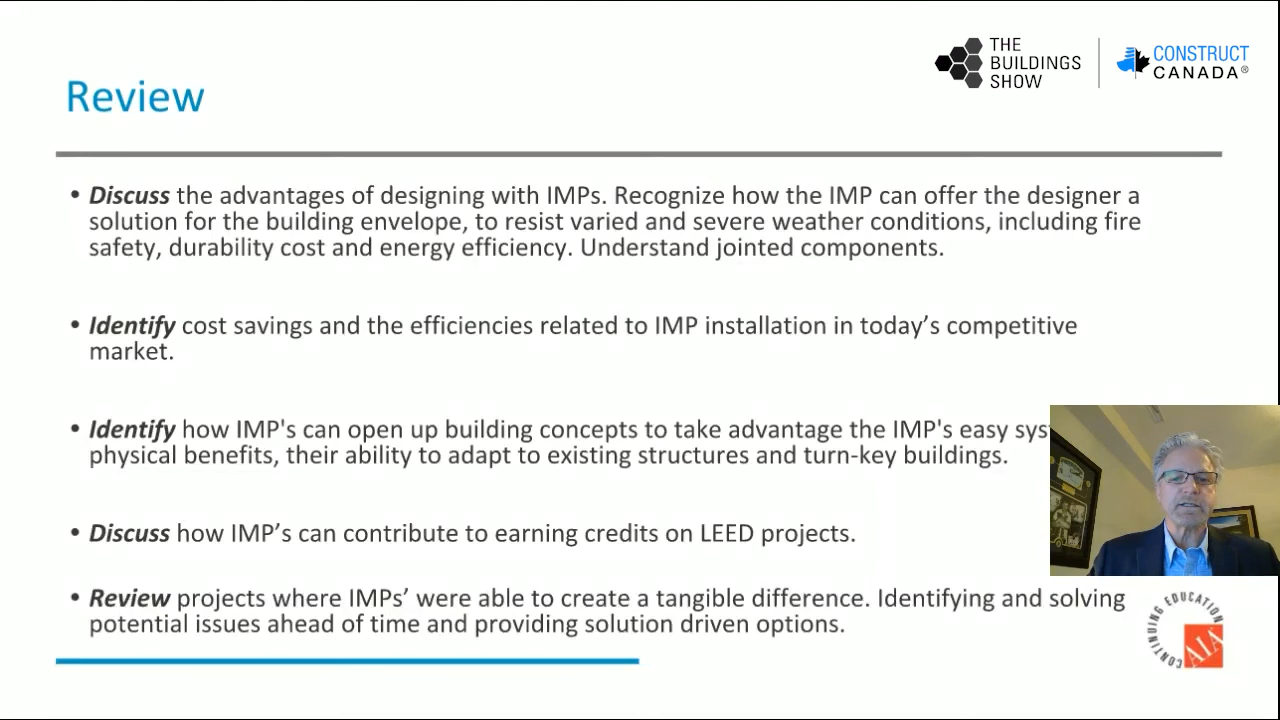 THE
BUILDINGS
SHOW
CONSTRUCT
CANADA®
Review
• Discuss the advantages of designing with IMPs. Recognize how the IMP can offer the designer a
solution for the building envelope, to resist varied and severe weather conditions, including fire
safety, durability cost and energy efficiency. Understand jointed components.
• Identify cost savings and the efficiencies related to IMP installation in today’s competitive
market.
• Identify how IMP's can open up building concepts to take advantage the IMP's easy
physical benefits, their ability to adapt to existing structures and turn-key buildings.
• Discuss how IMP’s can contribute to earning credits on LEED projects.
• Review projects where IMPs’ were able to create a tangible difference. Identifying and solving
potential issues ahead of time and providing solution driven options.
CONTINUING EDUCATION
AIA